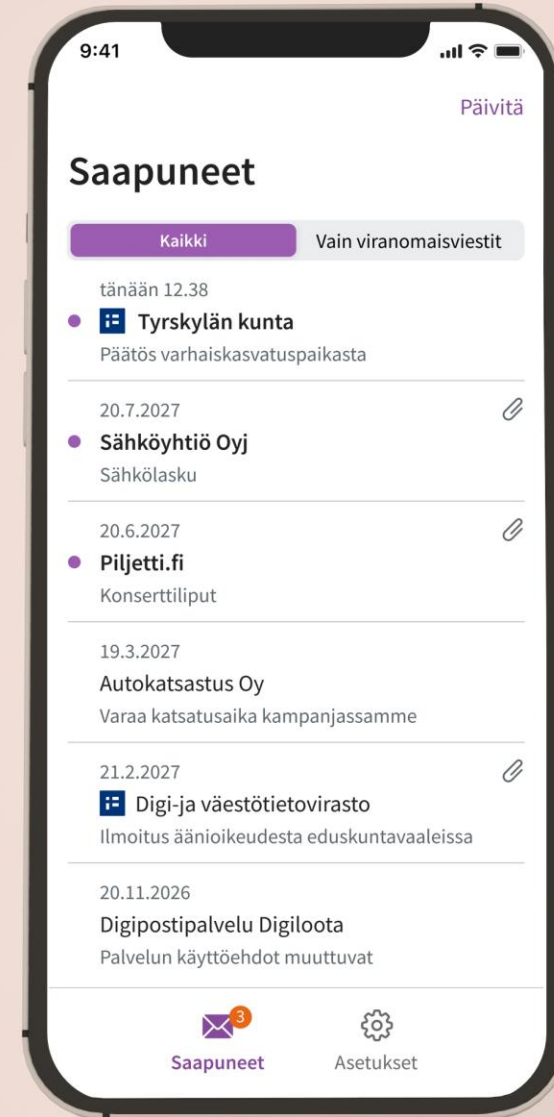 9:41
Päivitä
Saapuneet
Kaikki Vain viranomaisviestit
tänään 12.38
Tyrskylän kunta
Päätös varhaiskasvatuspaikasta
20.7.2027
Sähköyhtiö Oyj
Sähkölasku
20.6.2027
Piljetti.fi
Konserttiliput
19.3.2027
Autokatsastus Oy
Varaa katsatusaika kampanjassamme
21.2.2027
Digi-ja väestötietovirasto
Ilmoitus äänioikeudesta eduskuntavaaleissa
20.11.2026
Digipostipalvelu Digiloota
Palvelun käyttöehdot muuttuvat
3
Saapuneet Asetukset